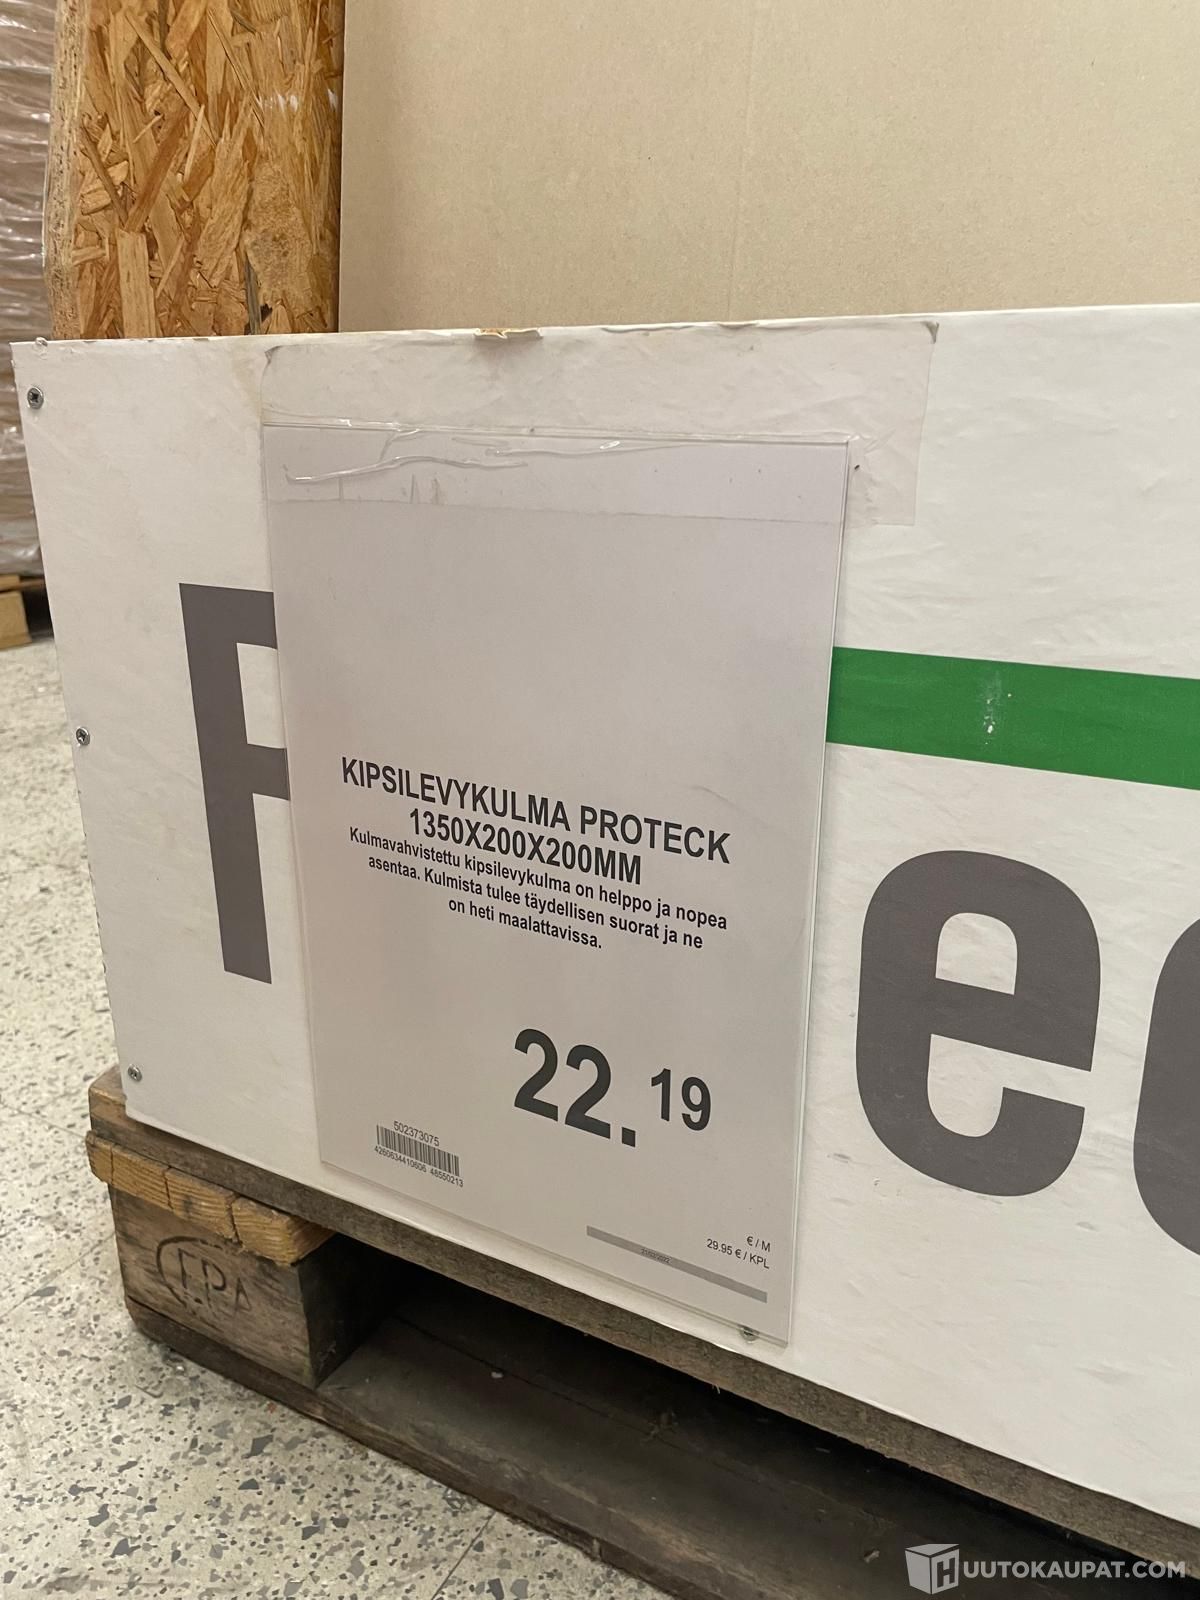 KIPSILEVYKULMA PROTECK
1350X200X200MM
Kulmavahvistettu kipsilevykulma on helppo ja nopea
asentaa. Kulmista tulee täydellisen suorat ja ne
on heti maalattavissa.
22.19
502373075
4260634410606 48550213
€ / M
29.95 € / KPL
EPA
HUUTOKAUPAT.COM